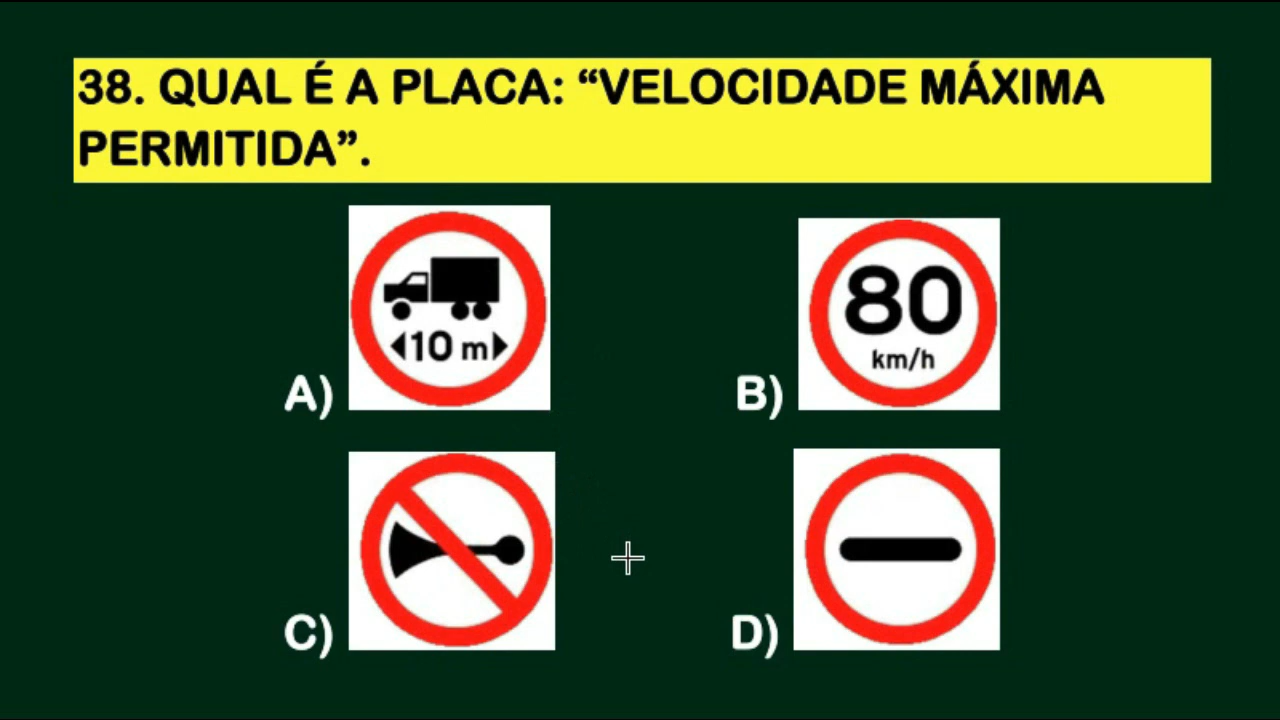 38. QUAL É A PLACA: “VELOCIDADE MÁXIMA
PERMITIDA”.
10 m
A)
80
km/h
B)
C)
D)